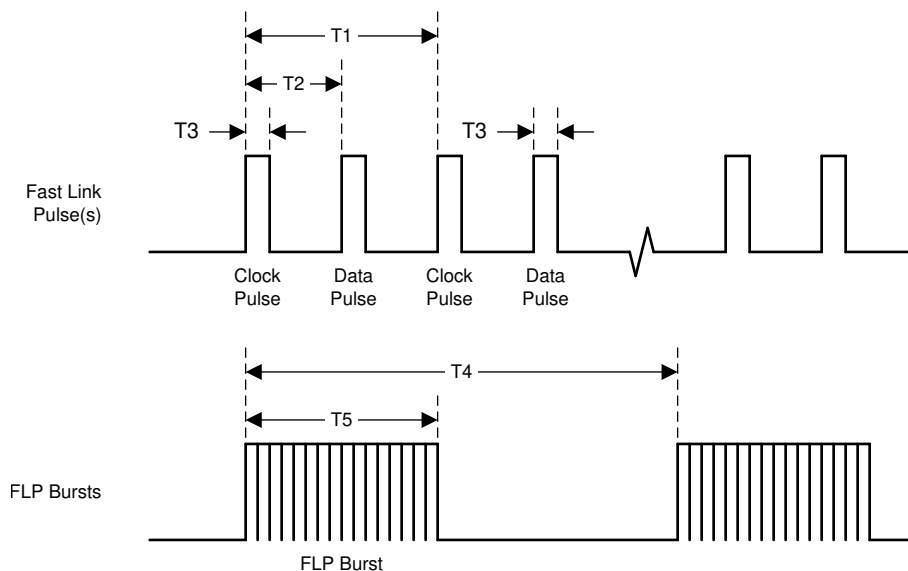 T1
T2
T3
T3
Fast Link
Pulse(s)
Clock
Pulse
Data
Pulse
Clock
Pulse
Data
Pulse
T4
T5
FLP Bursts
FLP Burst